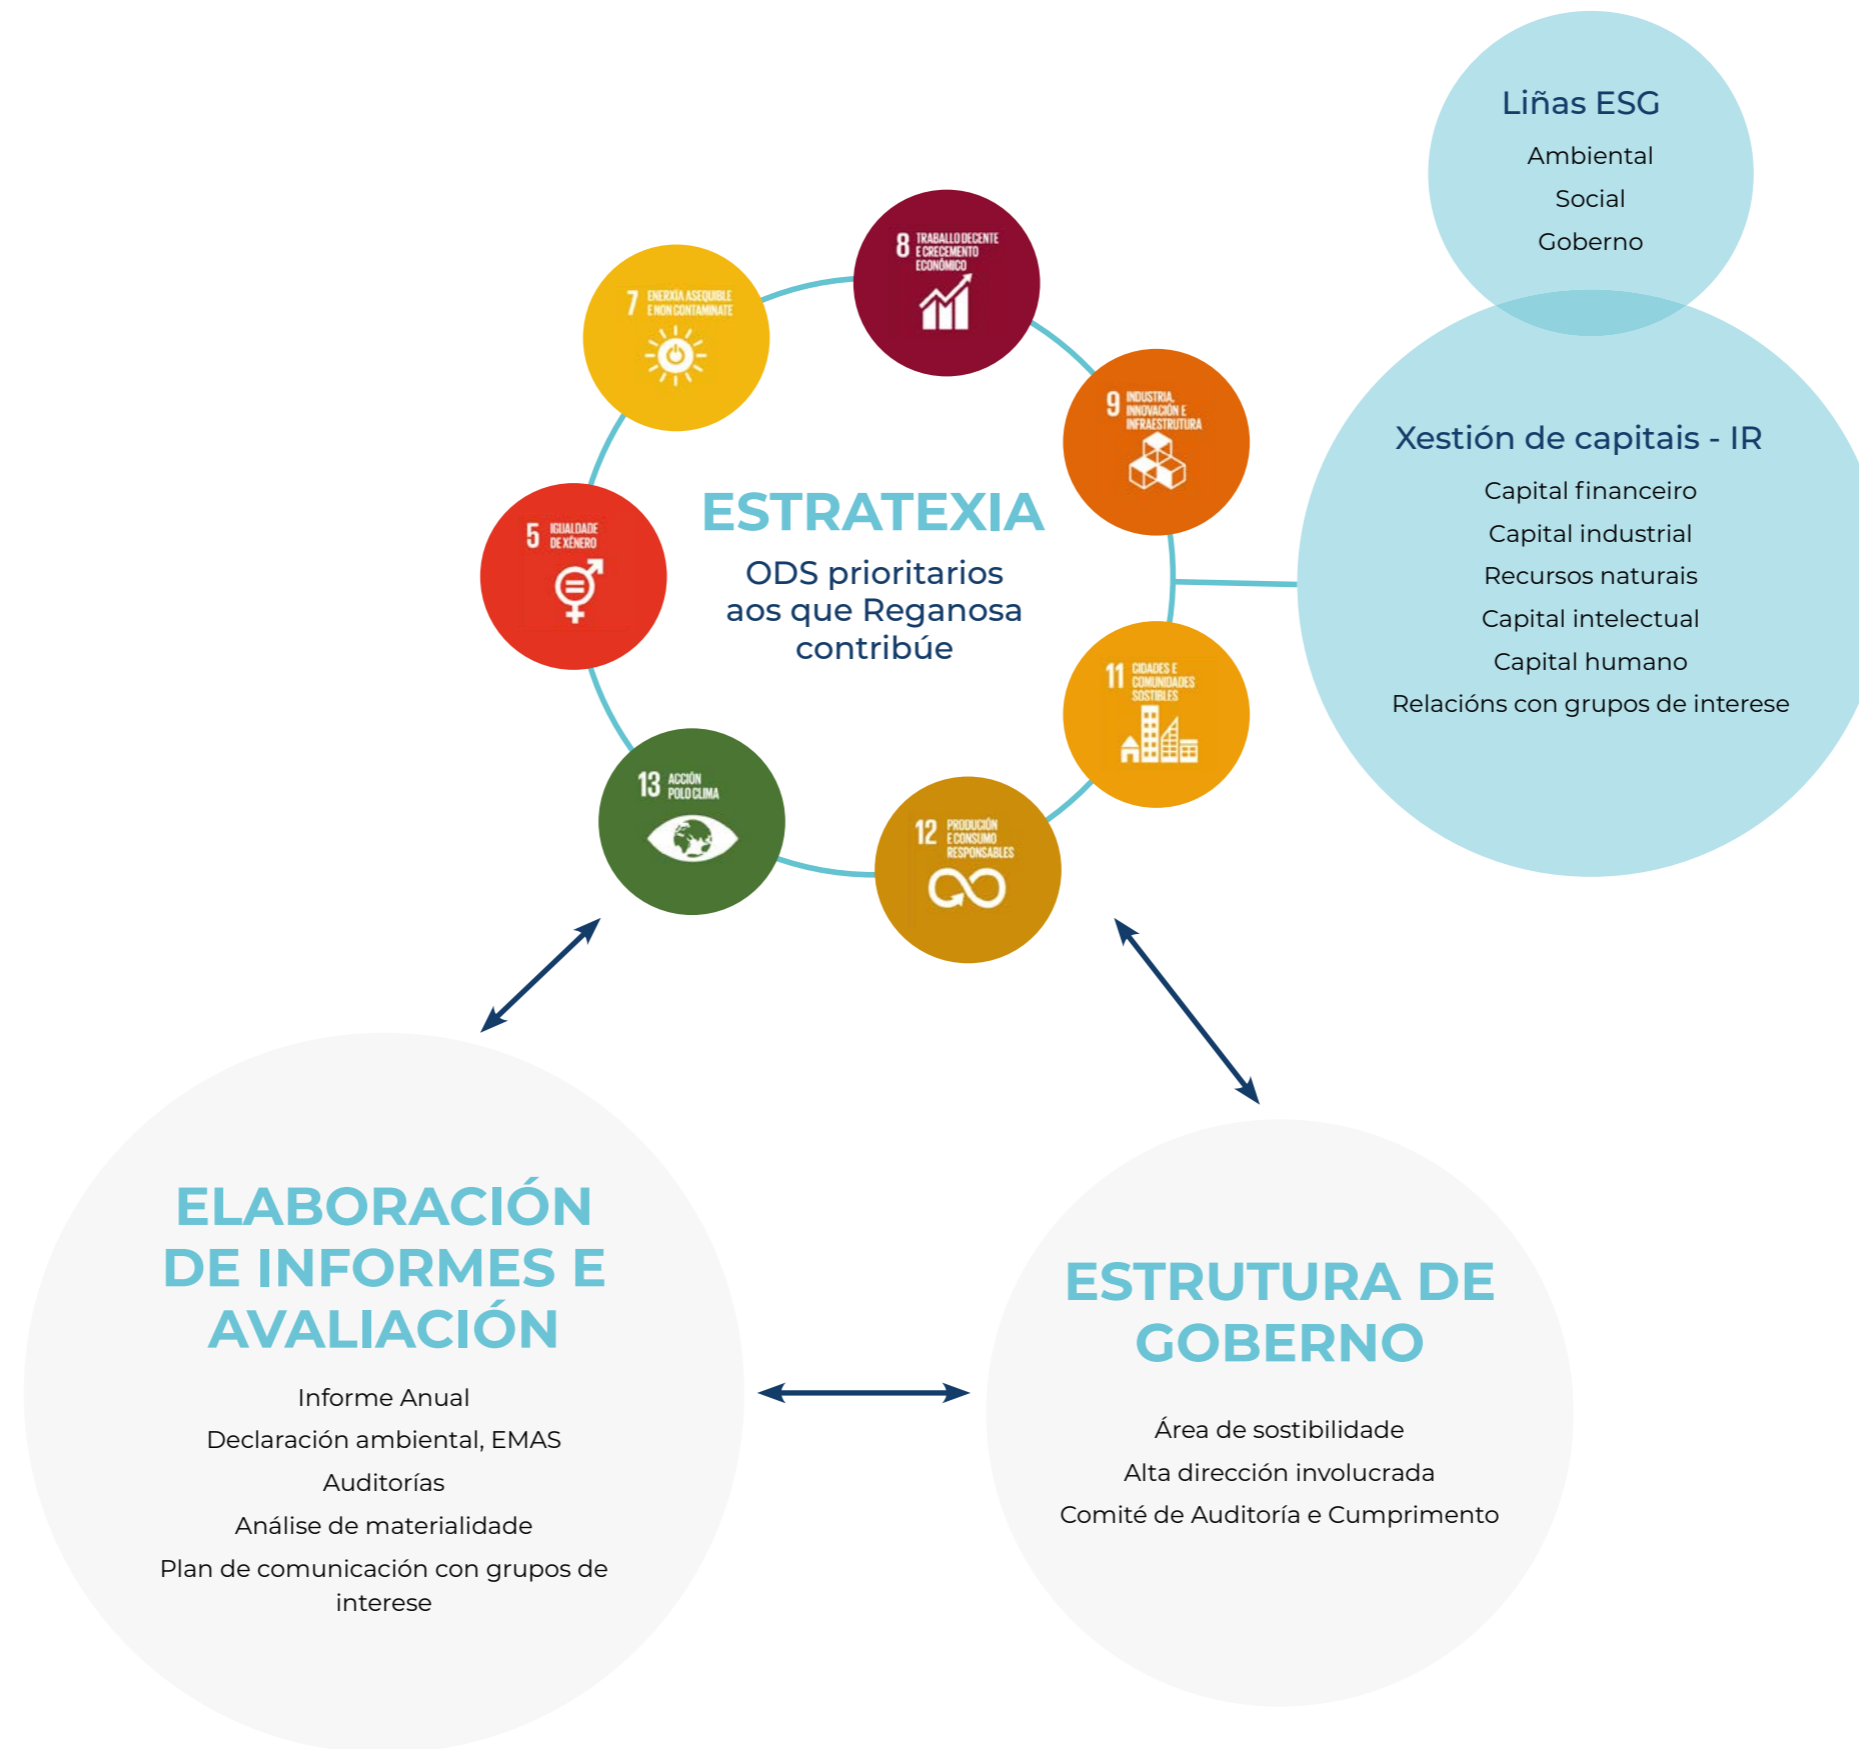 Liñas ESG
Ambiental
Social
Goberno
8 TRABALLO DECENTE
E CRECEMENTO
ECONÓMICO
7 ENERXÍA ASEQUIBLE
E NON CONTAMINATE
9 INDUSTRIA,
INNOVACIÓN E
INFRAESTRUTURA
Xestión de capitais - IR
Capital financeiro
Capital industrial
Recursos naturais
Capital intelectual
Capital humano
Relacións con grupos de interese
ESTRATEXIA
ODS prioritarios
aos que Reganosa
contribúe
5 IGUALDADE
DE XÉNERO
11 CIDADES E
COMUNIDADES
SOSTIBLES
13 ACCIÓN
POLO CLIMA
12 PRODUCIÓN
E CONSUMO
RESPONSABLES
ELABORACIÓN
DE INFORMES E
AVALIACIÓN
Informe Anual
Declaración ambiental, EMAS
Auditorías
Análise de materialidade
Plan de comunicación con grupos de
interese
ESTRUTURA DE
GOBERNO
Área de sostibilidade
Alta dirección involucrada
Comité de Auditoría e Cumprimento